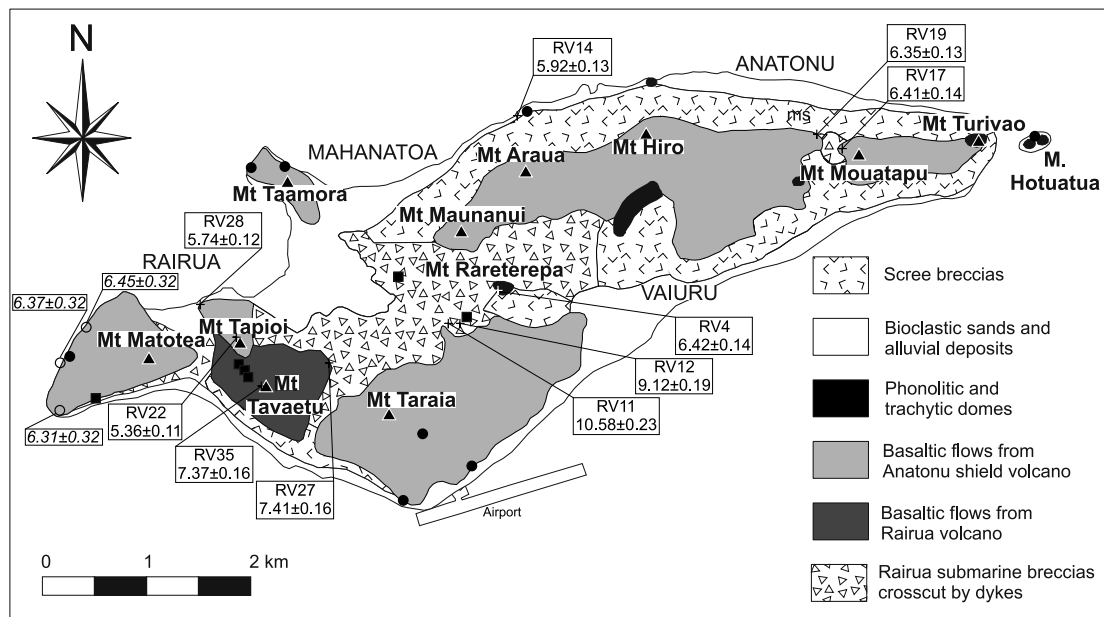 N
RV14
5.92±0.13
ANATONU
RV19
6.35±0.13
RV17
6.41±0.14
ms
Mt Turivao
M.
Hotuatua
Mt Hiro
Mt Araua
Mt Mouatapu
MAHANATOA
Mt Taamora
Mt Maunanui
RV28
5.74±0.12
RAIRUA
6.45±0.32
6.37±0.32
Mt Rareterepa
VAIURU
RV4
6.42±0.14
RV12
9.12±0.19
RV11
10.58±0.23
Mt Matotea
Mt Tapioi
Mt
Tavaetu
Mt Taraia
6.31±0.32
RV22
5.36±0.11
RV35
7.37±0.16
RV27
7.41±0.16
Airport
0 1 2 km
Scree breccias
Bioclastic sands and
alluvial deposits
Phonolitic and
trachytic domes
Basaltic flows from
Anatonu shield volcano
Basaltic flows from
Rairua volcano
Rairua submarine breccias
crosscut by dykes